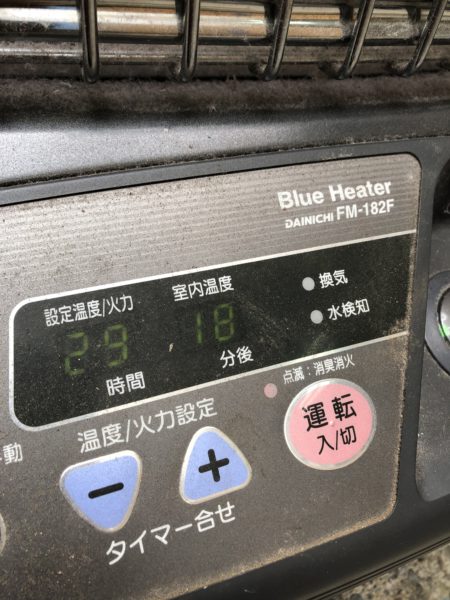 Blue Heater
DAINICHI FM-182F
設定温度/火力
室内温度
換気
29
18
水検知
時間
分後
点滅：消臭消火
温度/火力設定
運転
入/切
動
-
+
タイマー合せ